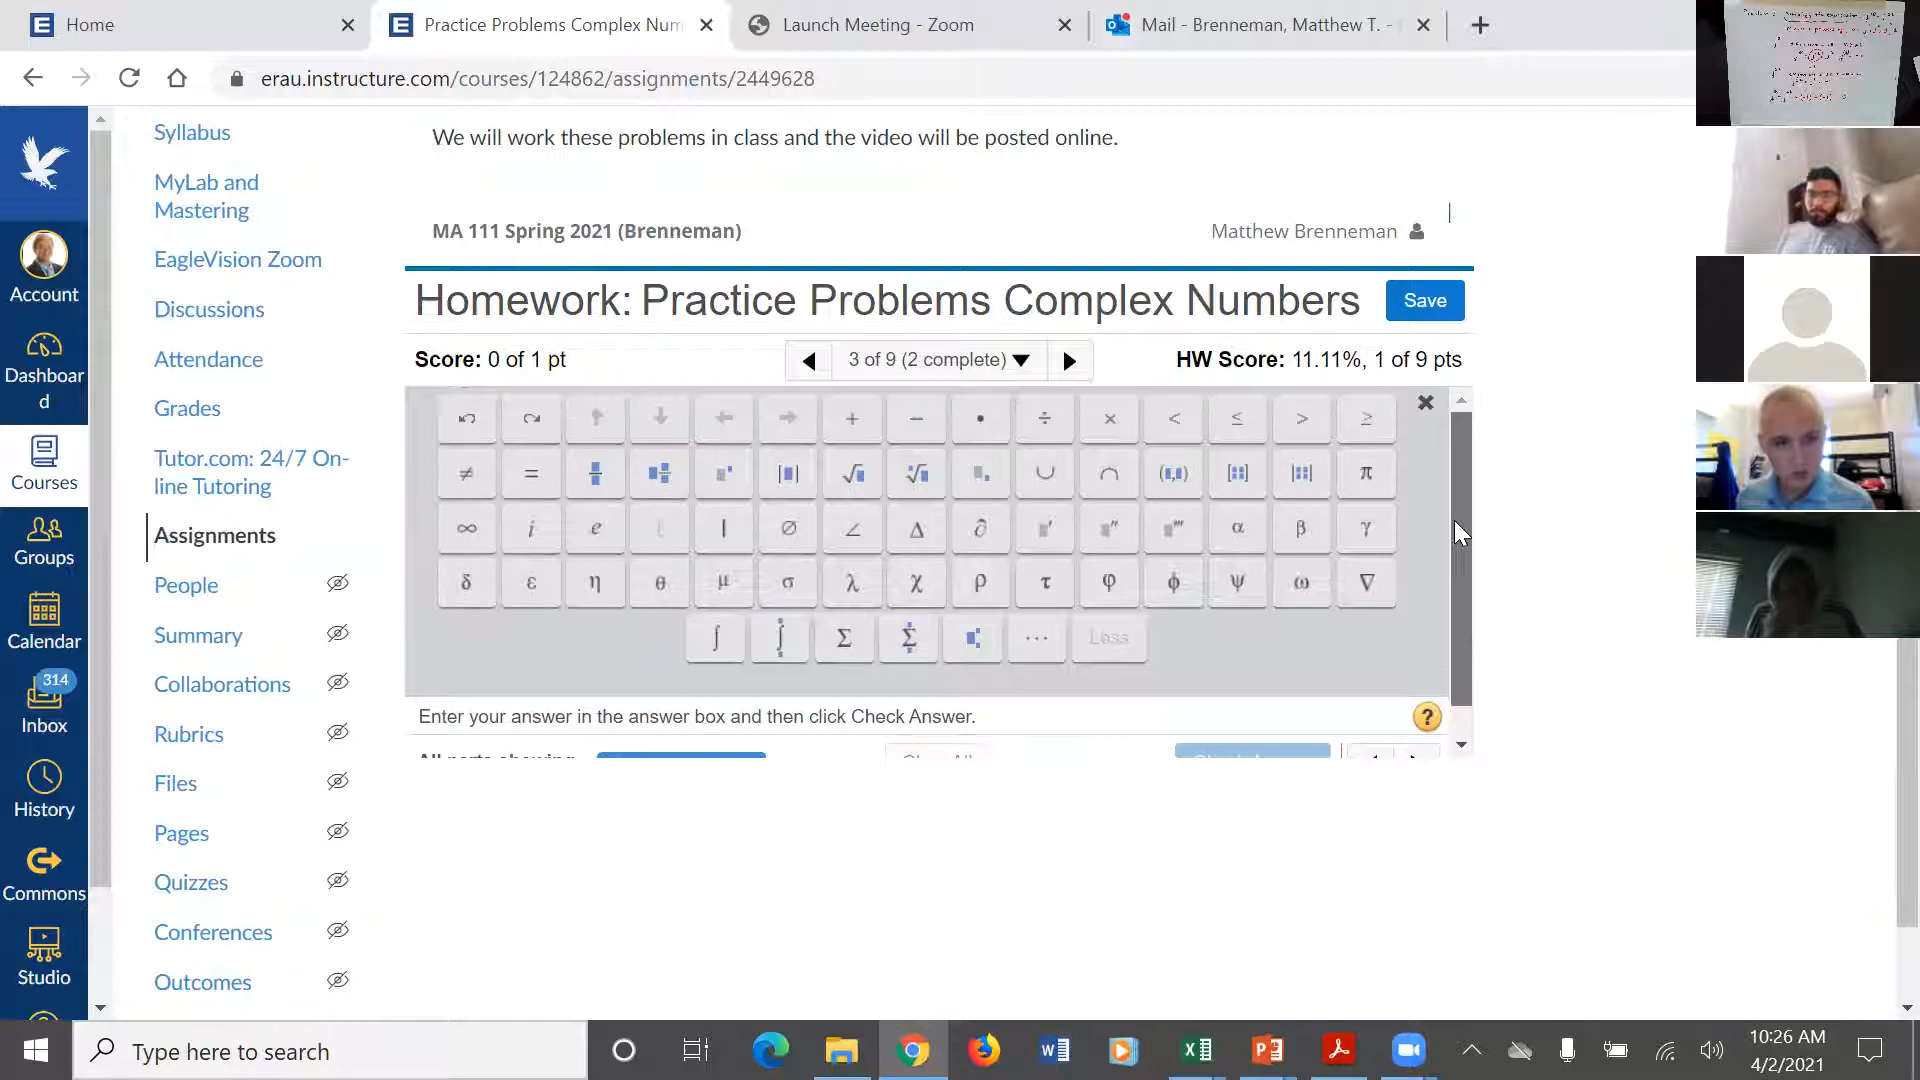 Home
Practice Problems Complex Num
Launch Meeting - Zoom
Mail - Brenneman, Matthew T. -
erau.instructure.com/courses/124862/assignments/2449628
Account
Dashboar
d
Courses
Groups
Calendar
314
Inbox
History
Commons
Studio
Syllabus
MyLab and
Mastering
EagleVision Zoom
Discussions
Attendance
Grades
Tutor.com: 24/7 On-
line Tutoring
Assignments
People
Summary
Collaborations
Rubrics
Files
Pages
Quizzes
Conferences
Outcomes
We will work these problems in class and the video will be posted online.
MA 111 Spring 2021 (Brenneman)
Matthew Brenneman
Homework: Practice Problems Complex Numbers
Save
Score: 0 of 1 pt
3 of 9 (2 complete)
HW Score: 11.11%, 1 of 9 pts
+ − • ÷ × < ≤ > ≥
≠ = ∪ ∩ π
∞ i e | ∅ ∠ Δ ∂ α β γ
δ ε η θ μ σ λ χ ρ τ φ ϕ ψ ω ∇
∫ ∫ Σ Σ ... Less
Enter your answer in the answer box and then click Check Answer.
?
Type here to search
10:26 AM
4/2/2021